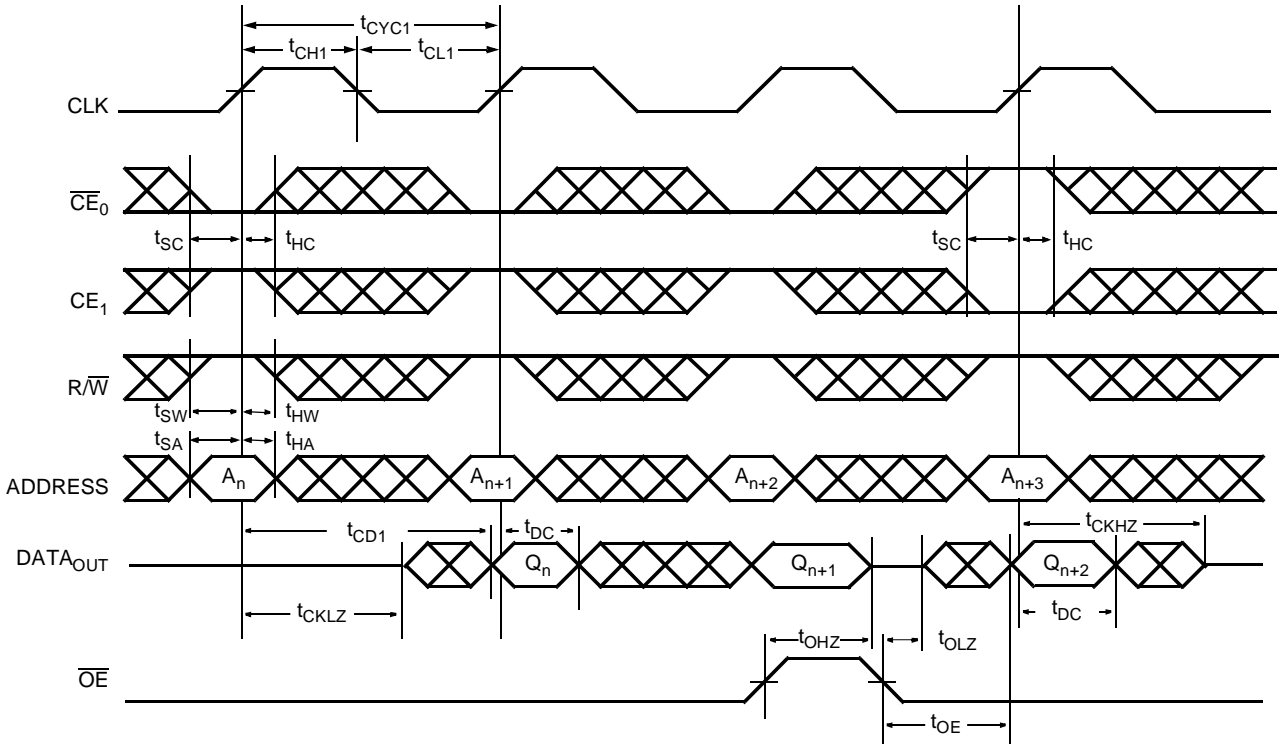 tCYC1
tCH1 tCL1
CLK
CE0
tSC tHC tSC tHC
CE1
R/W
tSW tHW
tSA tHA
ADDRESS An An+1 An+2 An+3
tCD1 tDC tCKHZ
DATAOUT Qn Qn+1 Qn+2
tCKLZ tDC
tOHZ tOLZ
OE
tOE